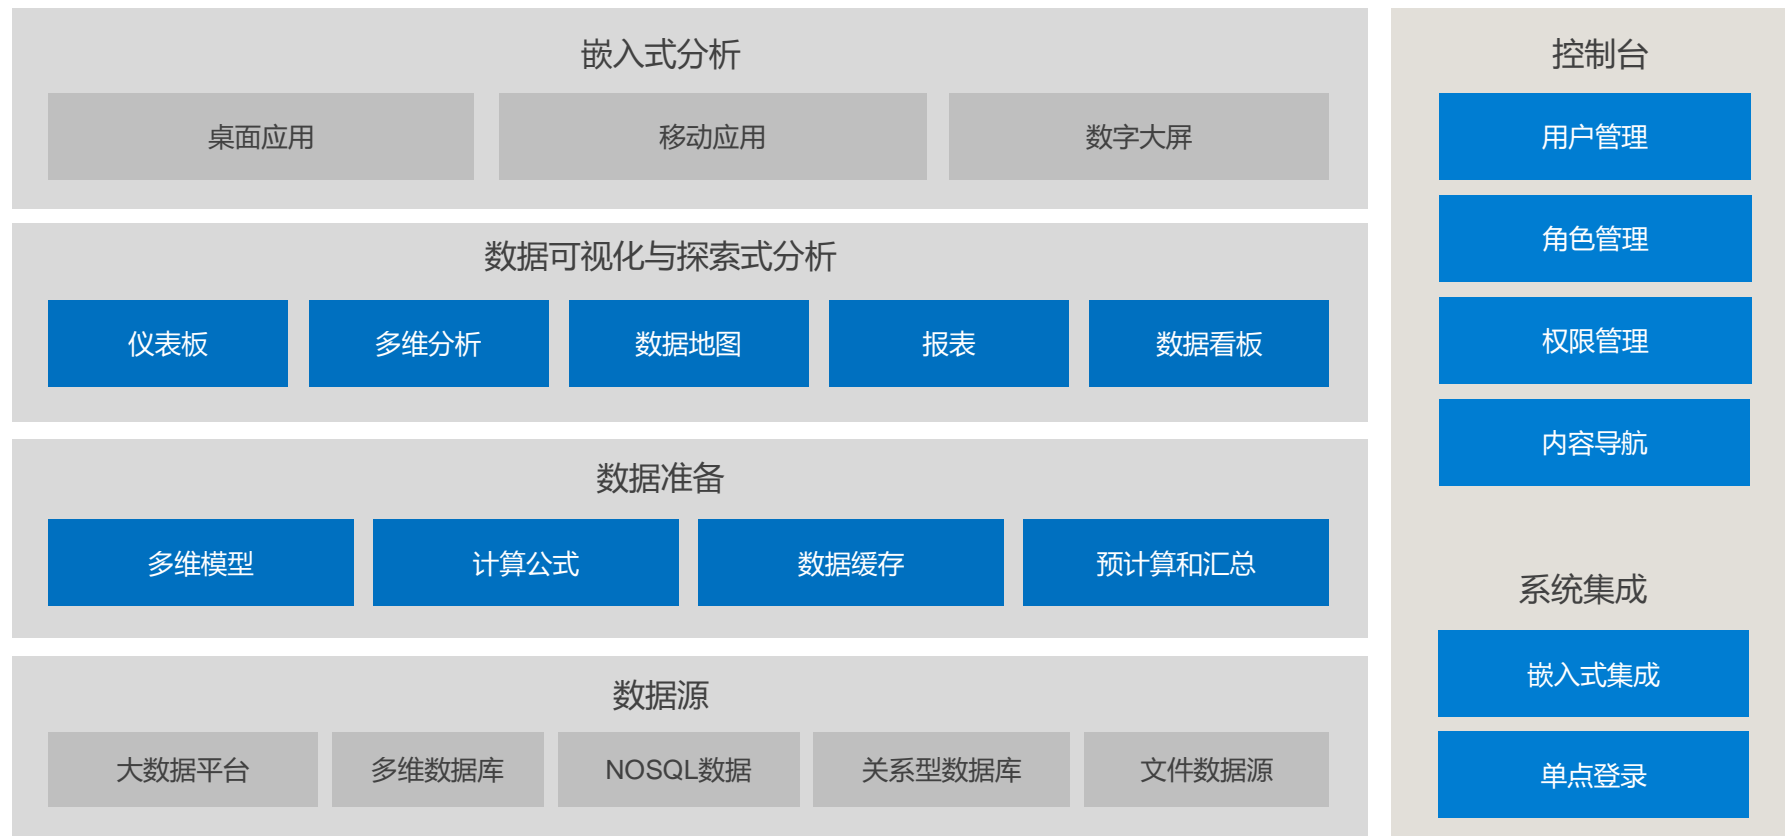 嵌入式分析
桌面应用
移动应用
数字大屏
数据可视化与探索式分析
仪表板
多维分析
数据地图
报表
数据看板
数据准备
多维模型
计算公式
数据缓存
预计算和汇总
数据源
大数据平台
多维数据库
NOSQL数据
关系型数据库
文件数据源
控制台
用户管理
角色管理
权限管理
内容导航
系统集成
嵌入式集成
单点登录